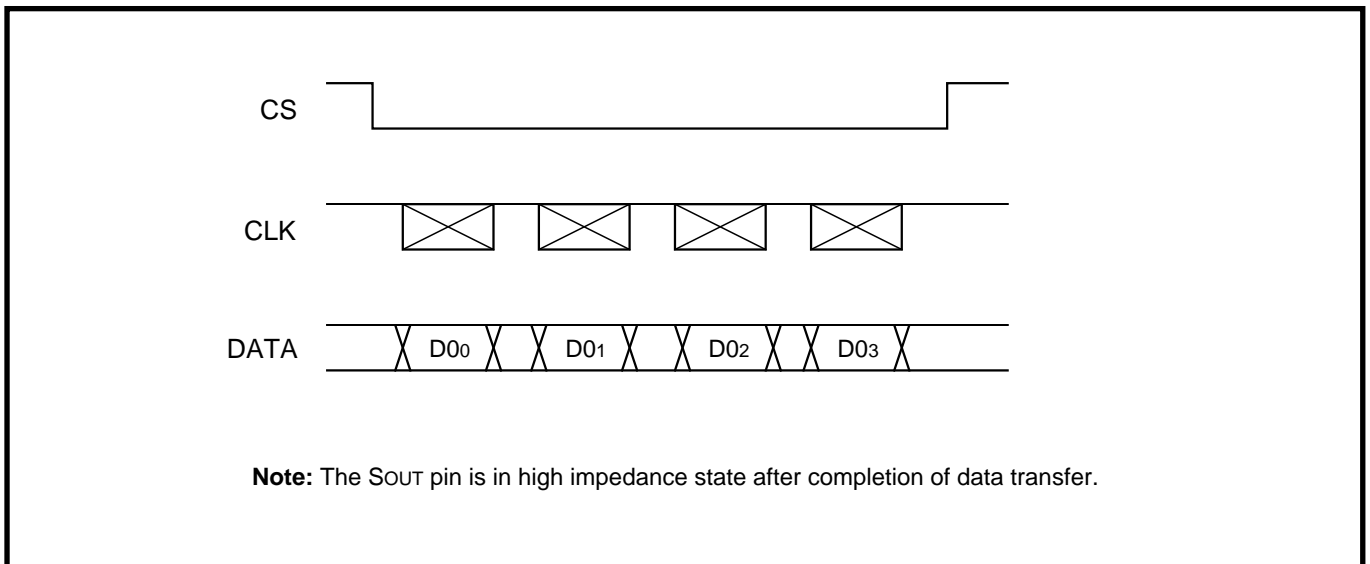 CS
CLK
DATA
D00 D01 D02 D03
Note: The SOUT pin is in high impedance state after completion of data transfer.